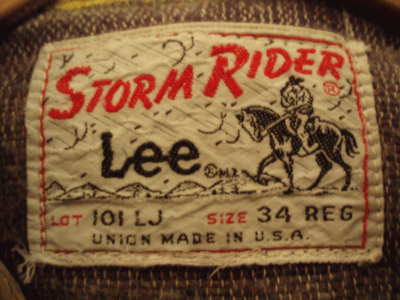 STORM RIDER ®
Lee ® M.R.
LOT 101 LJ SIZE 34 REG
UNION MADE IN U.S.A.